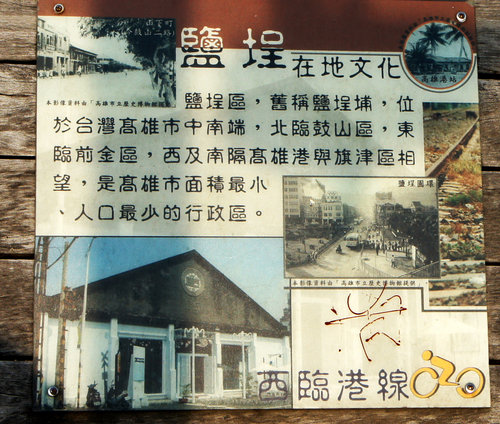 鹽埕在地文化
高雄港站
本影像資料由「高雄市立歷史博物館
鹽埕區,舊稱鹽埕埔,位
於台灣高雄市中南端,北臨鼓山區,東
臨前金區,西及南隔高雄港與旗津區相
望,是高雄市面積最小
、人口最少的行政區。
鹽埕圓環
本影像資料由「高雄市立歷史博物館提供
西臨港線